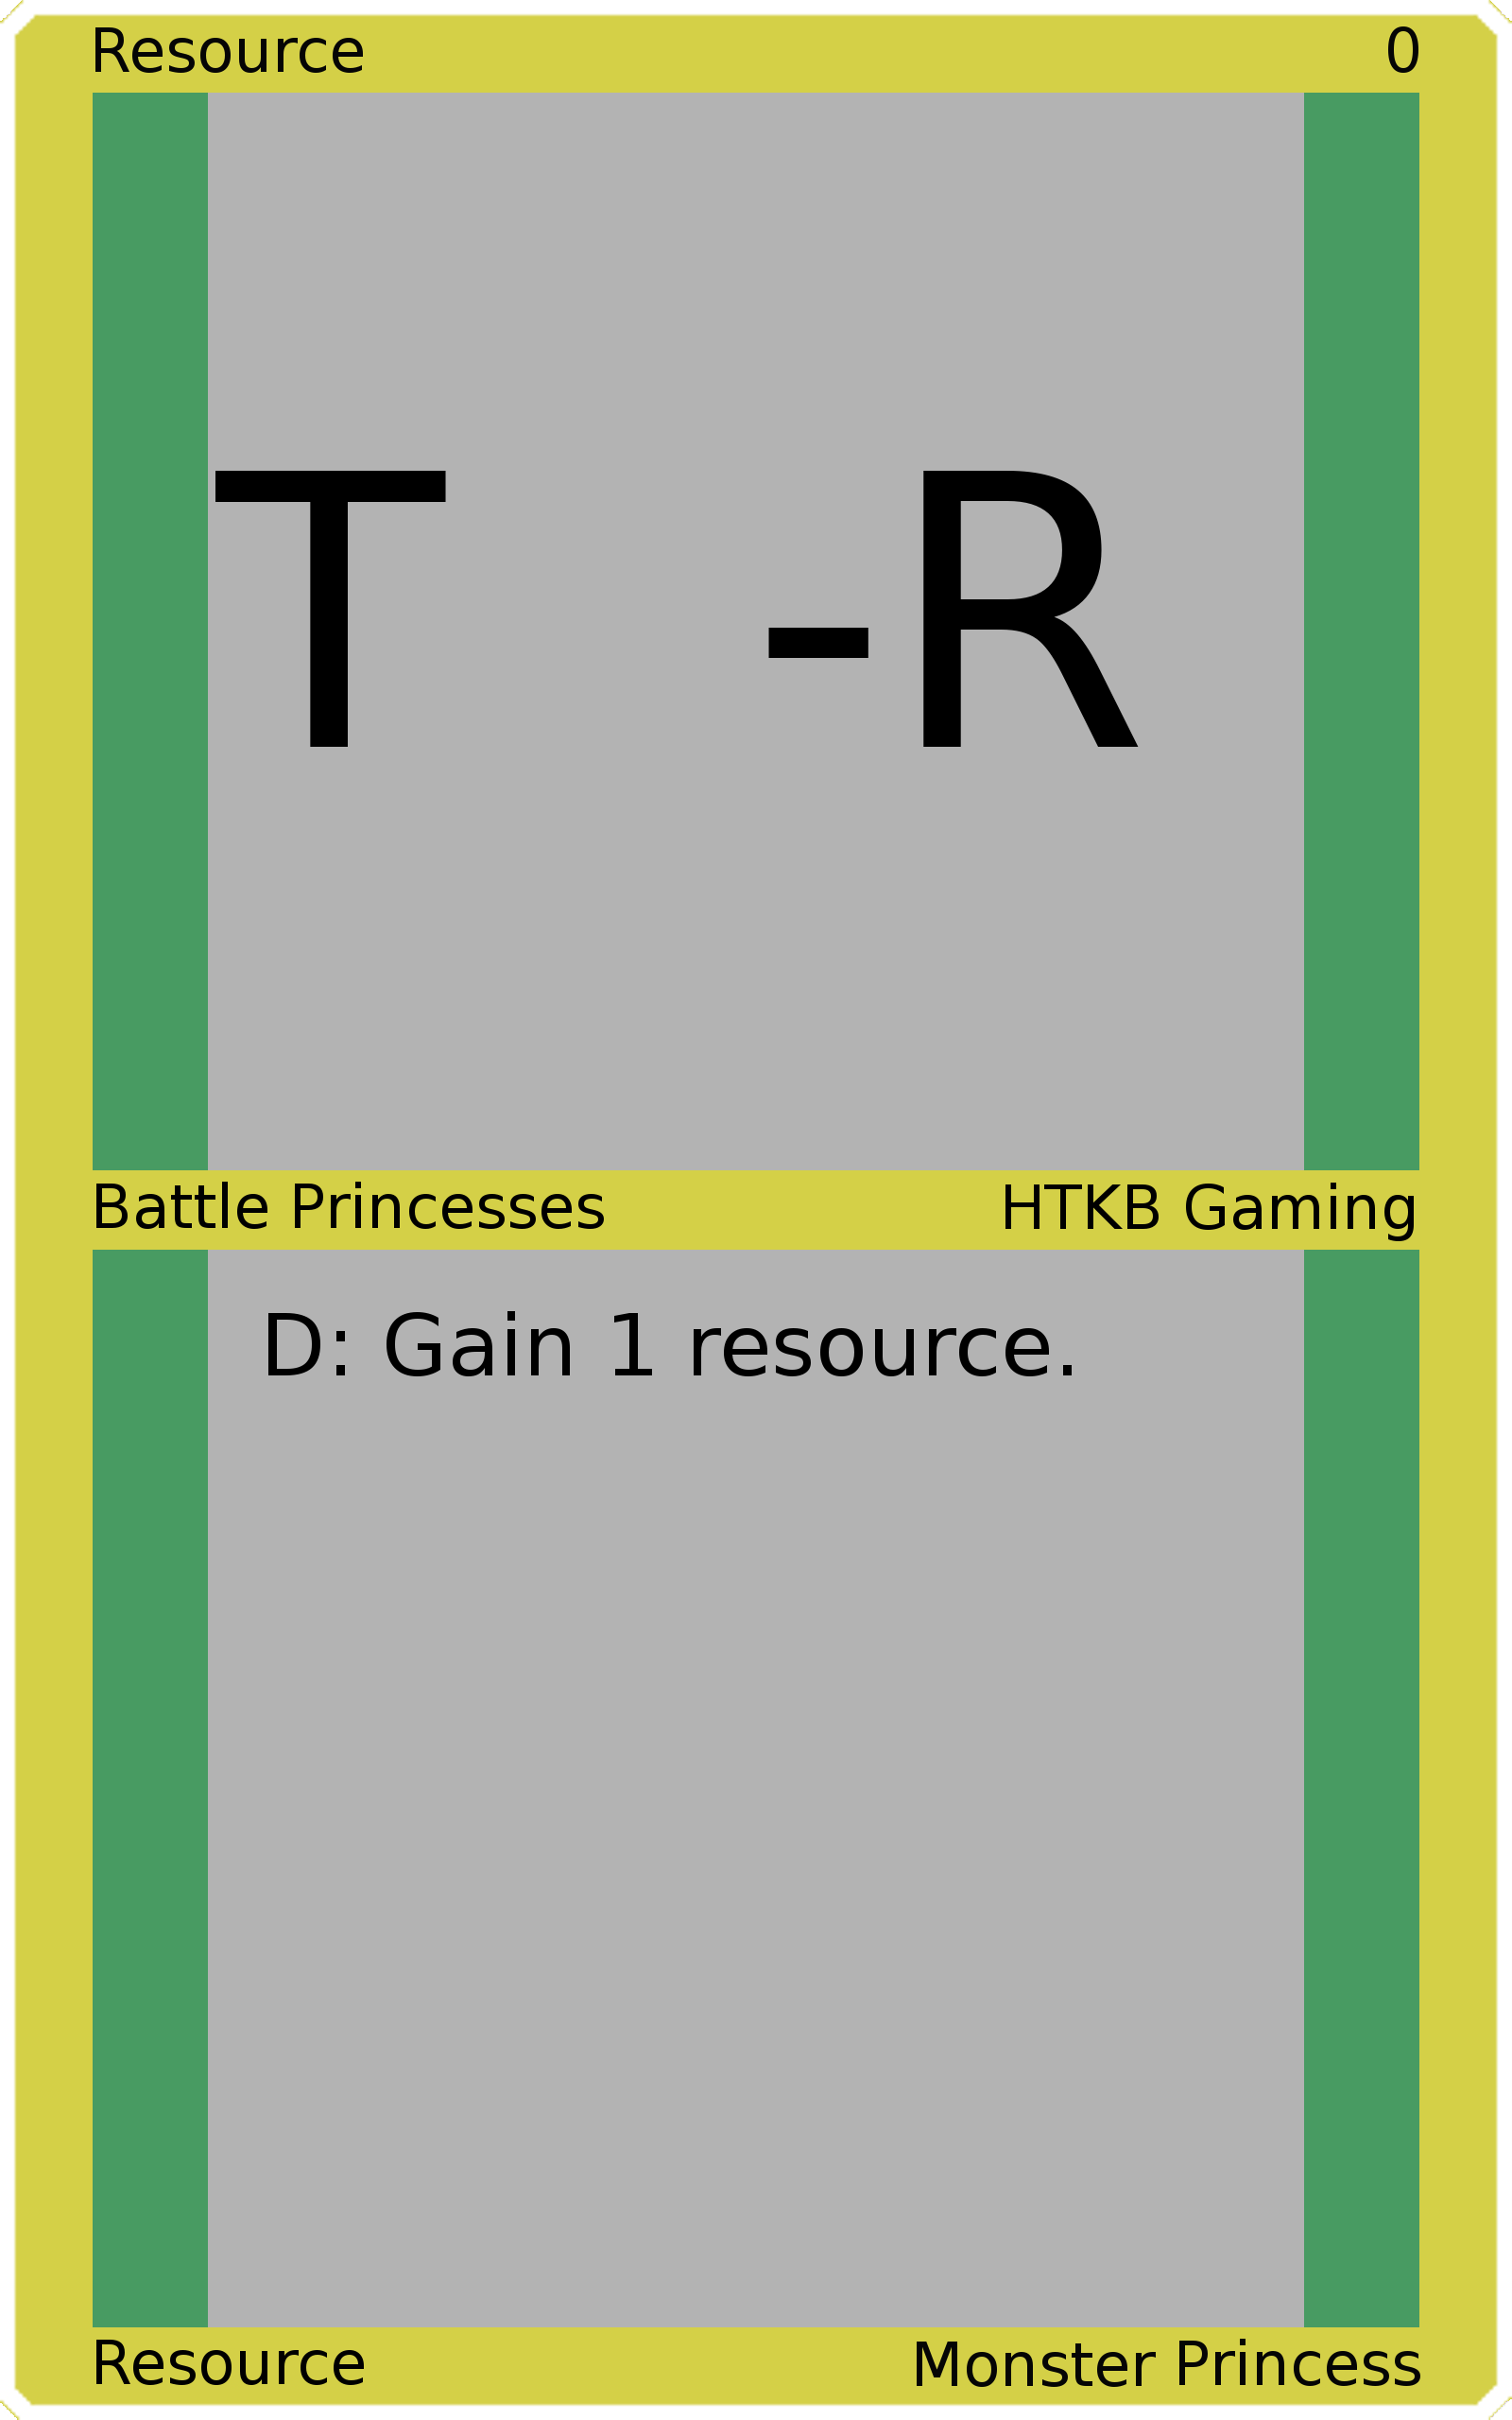 Resource 0
T -R
Battle Princesses HTKB Gaming
D: Gain 1 resource.
Resource Monster Princess